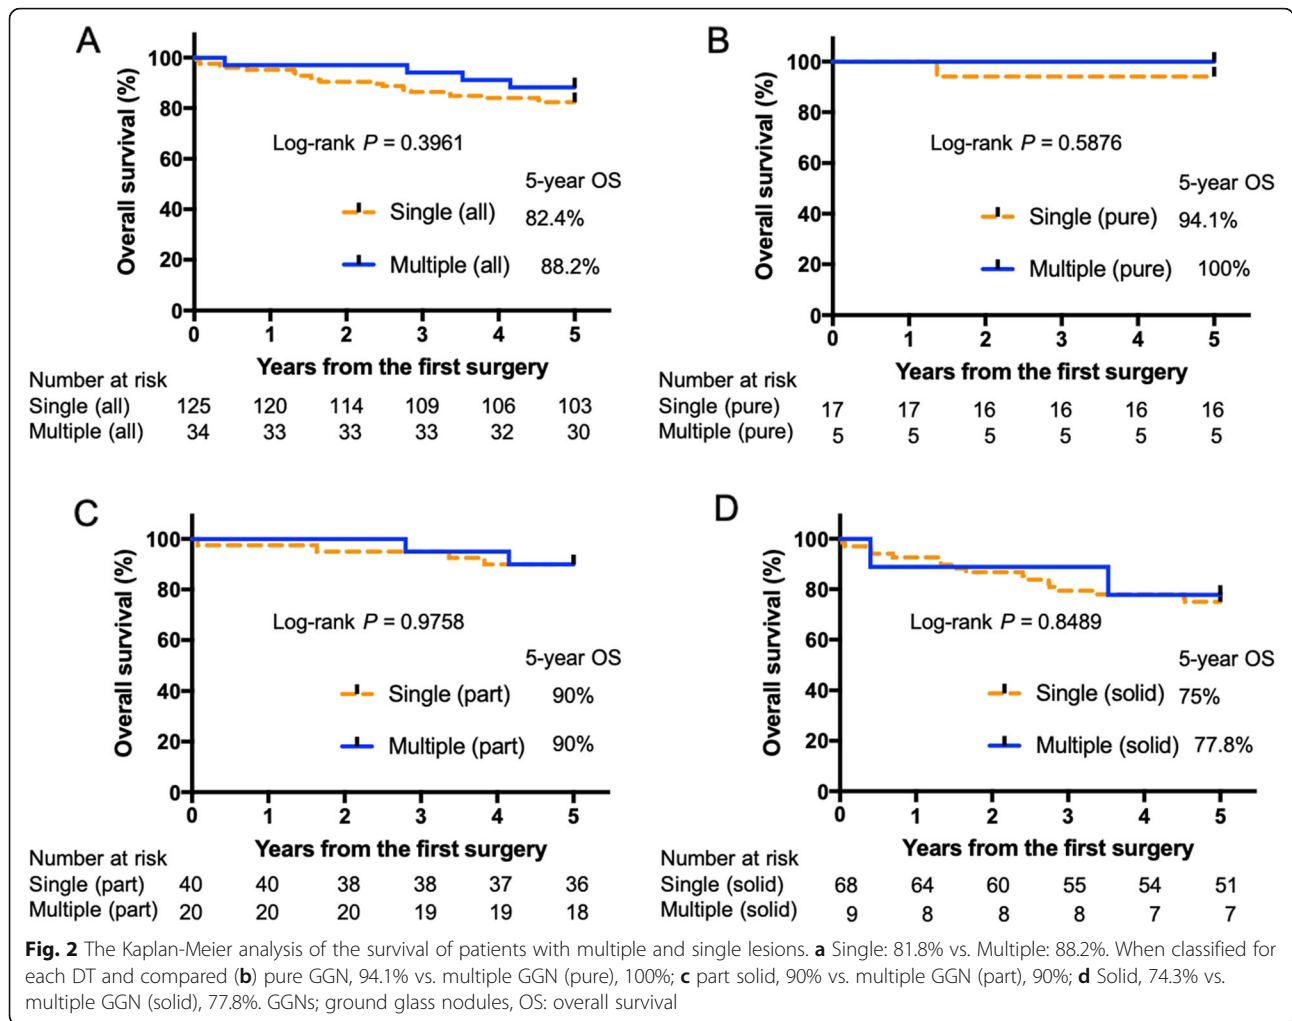 A
100
80
60
40
20
0
Overall survival (%)
Log-rank P = 0.3961
5-year OS
Single (all) 82.4%
Multiple (all) 88.2%
0 1 2 3 4 5
Years from the first surgery
Number at risk
Single (all) 125 120 114 109 106 103
Multiple (all) 34 33 33 33 32 30
B
100
80
60
40
20
0
Overall survival (%)
Log-rank P = 0.5876
5-year OS
Single (pure) 94.1%
Multiple (pure) 100%
0 1 2 3 4 5
Years from the first surgery
Number at risk
Single (pure) 17 17 16 16 16 16
Multiple (pure) 5 5 5 5 5 5
C
100
80
60
40
20
0
Overall survival (%)
Log-rank P = 0.9758
5-year OS
Single (part) 90%
Multiple (part) 90%
0 1 2 3 4 5
Years from the first surgery
Number at risk
Single (part) 40 40 38 38 37 36
Multiple (part) 20 20 20 19 19 18
D
100
80
60
40
20
0
Overall survival (%)
Log-rank P = 0.8489
5-year OS
Single (solid) 75%
Multiple (solid) 77.8%
0 1 2 3 4 5
Years from the first surgery
Number at risk
Single (solid) 68 64 60 55 54 51
Multiple (solid) 9 8 8 8 7 7
Fig. 2 The Kaplan-Meier analysis of the survival of patients with multiple and single lesions. a Single: 81.8% vs. Multiple: 88.2%. When classified for
each DT and compared (b) pure GGN, 94.1% vs. multiple GGN (pure), 100%; c part solid, 90% vs. multiple GGN (part), 90%; d Solid, 74.3% vs.
multiple GGN (solid), 77.8%. GGNs; ground glass nodules, OS: overall survival